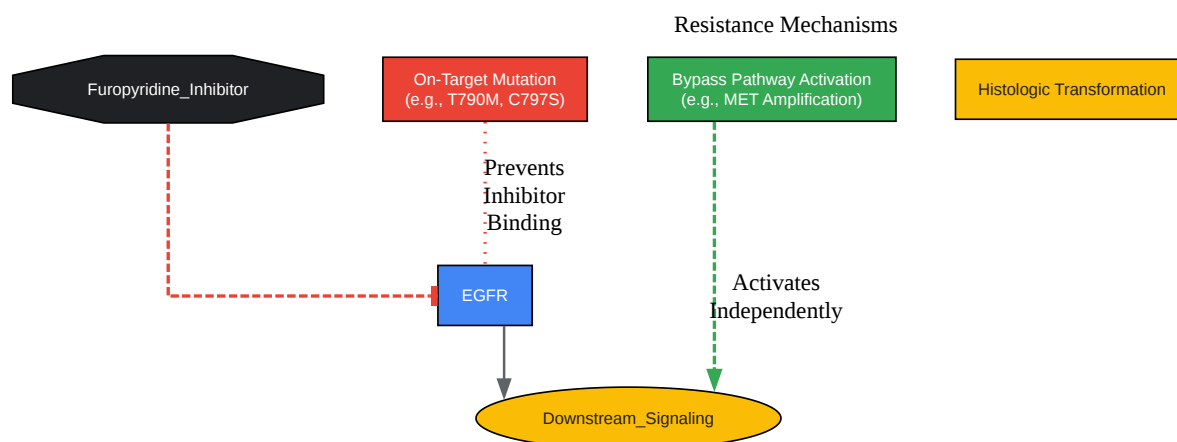 Resistance Mechanisms
Furopyridine_Inhibitor
On-Target Mutation
(e.g., T790M, C797S)
Bypass Pathway Activation
(e.g., MET Amplification)
Histologic Transformation
Prevents
Inhibitor
Binding
EGFR
Activates
Independently
Downstream_Signaling